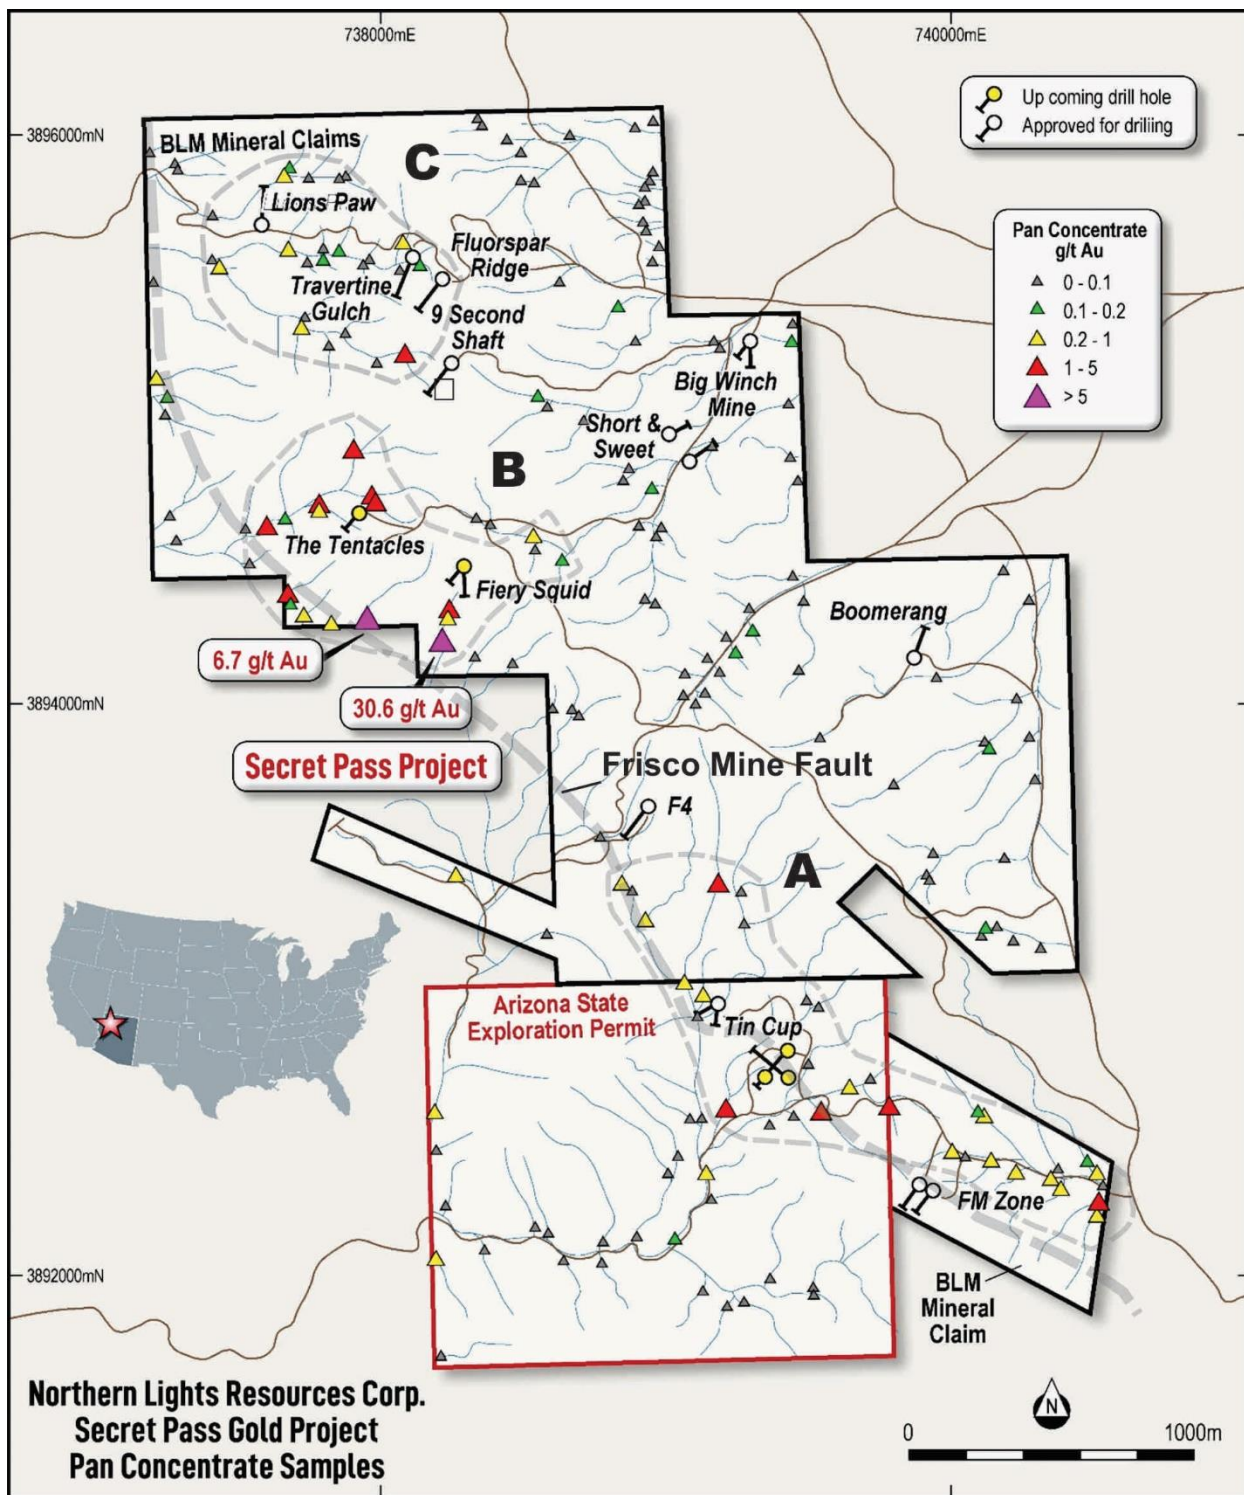 738000mE
740000mE
Up coming drill hole
Approved for drilling
3896000mN
BLM Mineral Claims
C
Lions Paw
Fluorspar
Ridge
Travertine
Gulch
9 Second
Shaft
Pan Concentrate
g/t Au
0 - 0.1
0.1 - 0.2
0.2 - 1
1 - 5
> 5
Big Winch
Mine
Short &
Sweet
B
The Tentacles
Fiery Squid
Boomerang
6.7 g/t Au
30.6 g/t Au
3894000mN
Secret Pass Project
Frisco Mine Fault
F4
A
Arizona State
Exploration Permit
Tin Cup
FM Zone
3892000mN
BLM
Mineral
Claim
Northern Lights Resources Corp.
Secret Pass Gold Project
Pan Concentrate Samples
N
0
1000m